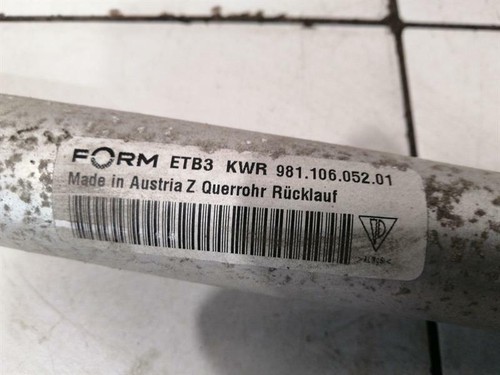 FORM ETB3 KWR 981.106.052.01
Made in Austria Z Querrohr Rücklauf